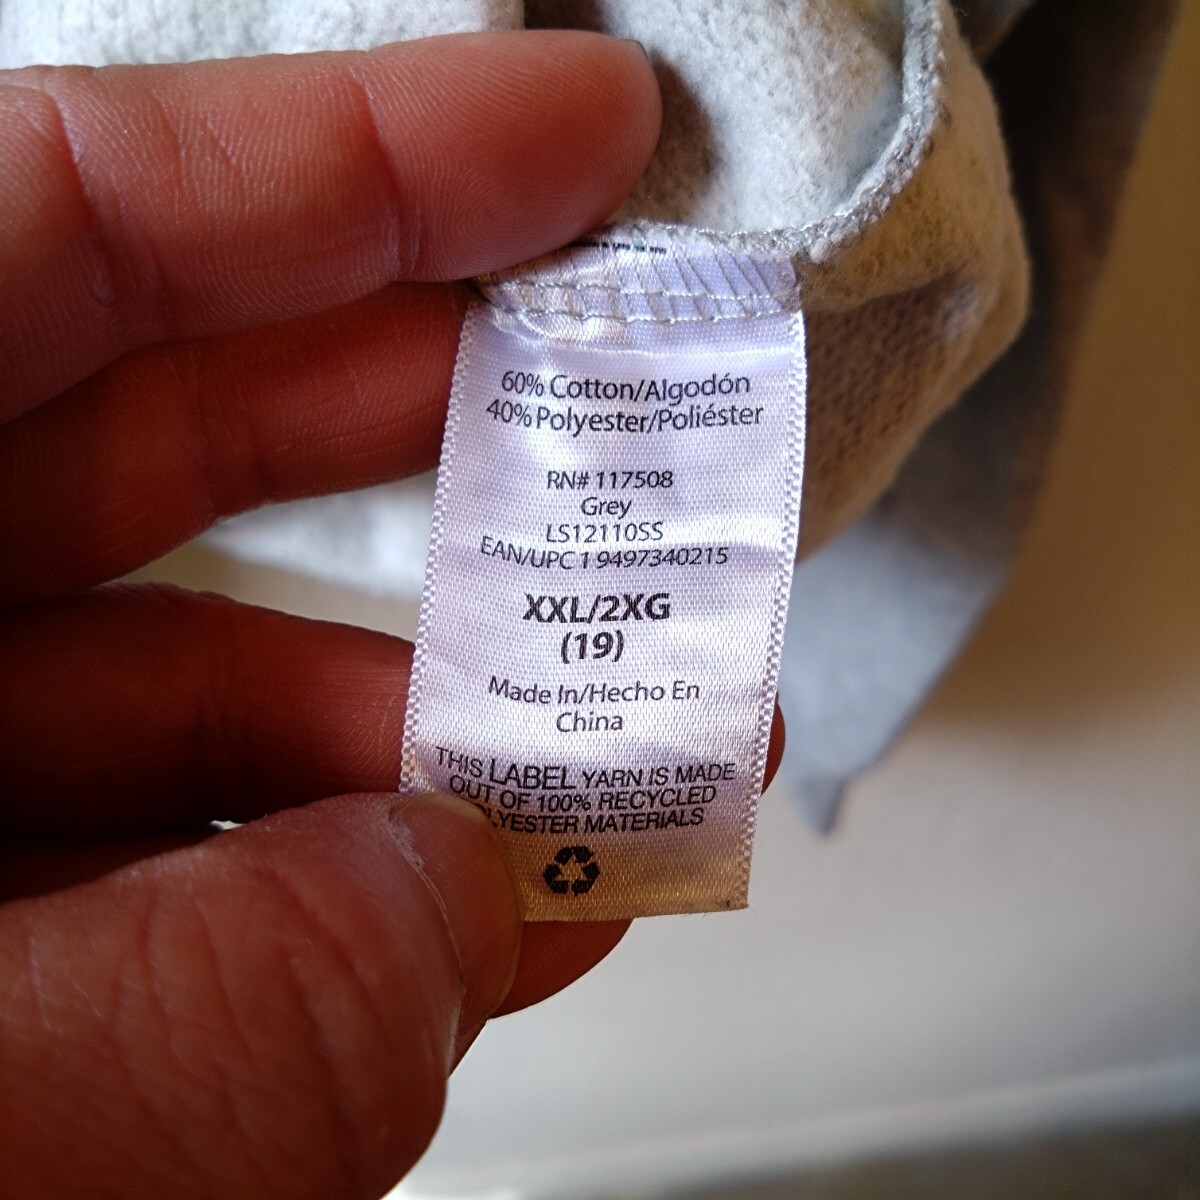 60% Cotton/Algodón
40% Polyester/Poliéster
RN# 117508
Grey
LS12110SS
EAN/UPC 1 9497340215
XXL/2XG
(19)
Made In/Hecho En
China
THIS LABEL YARN IS MADE
OUT OF 100% RECYCLED
LYESTER MATERIALS